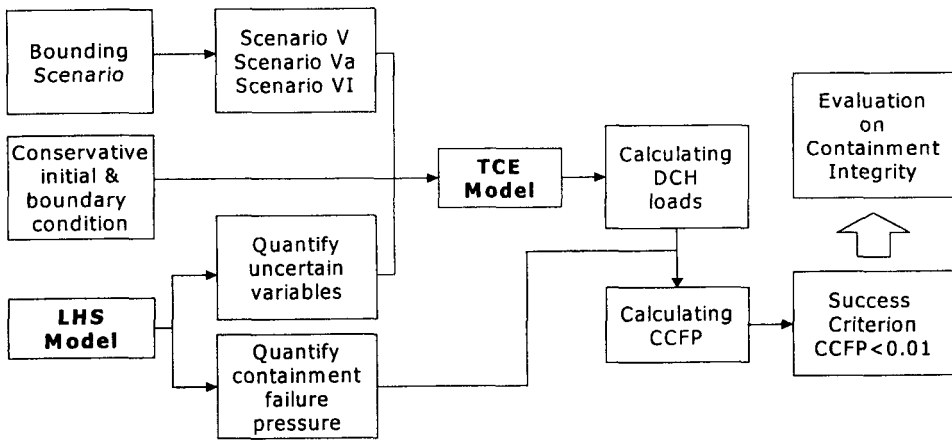 Bounding
Scenario
Scenario V
Scenario Va
Scenario VI
Conservative
initial &
boundary
condition
TCE
Model
Calculating
DCH
loads
Evaluation
on
Containment
Integrity
Quantify
uncertain
variables
LHS
Model
Quantify
containment
failure
pressure
Calculating
CCFP
Success
Criterion
CCFP<0.01